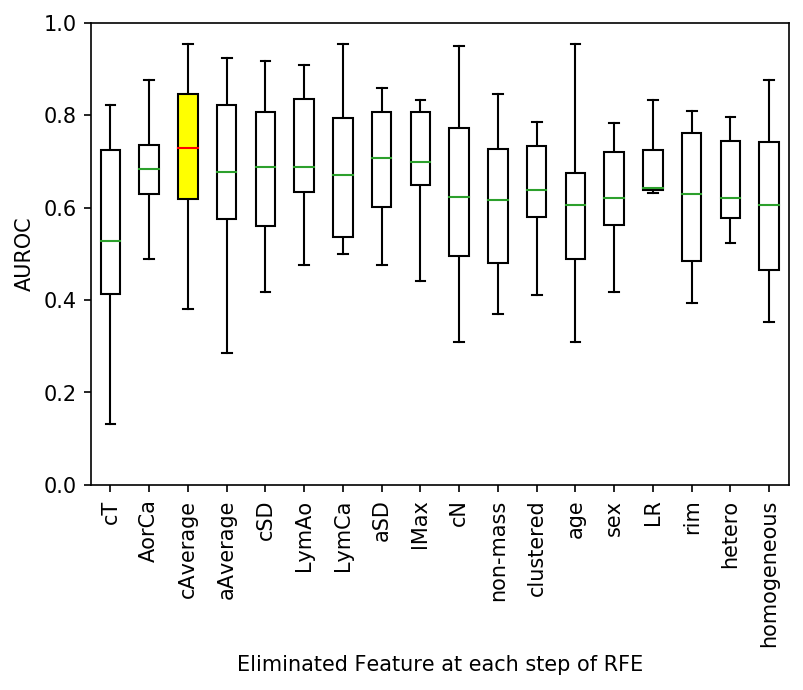 1.0
0.8
0.6
0.4
0.2
0.0
AUROC
cT
AorCa
cAverage
aAverage
cSD
LymAo
LymCa
aSD
lMax
cN
non-mass
clustered
age
sex
LR
rim
hetero
homogeneous
Eliminated Feature at each step of RFE